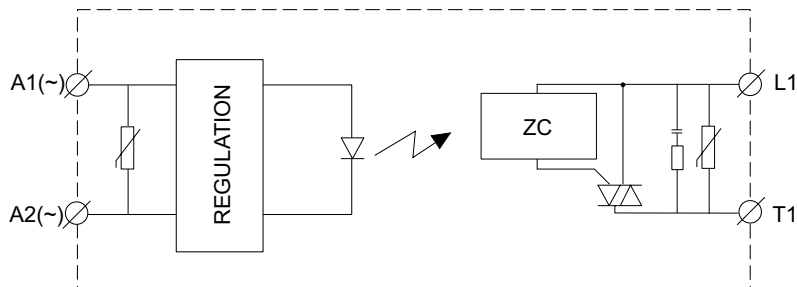 A1(~)
REGULATION
ZC
L1
A2(~)
T1